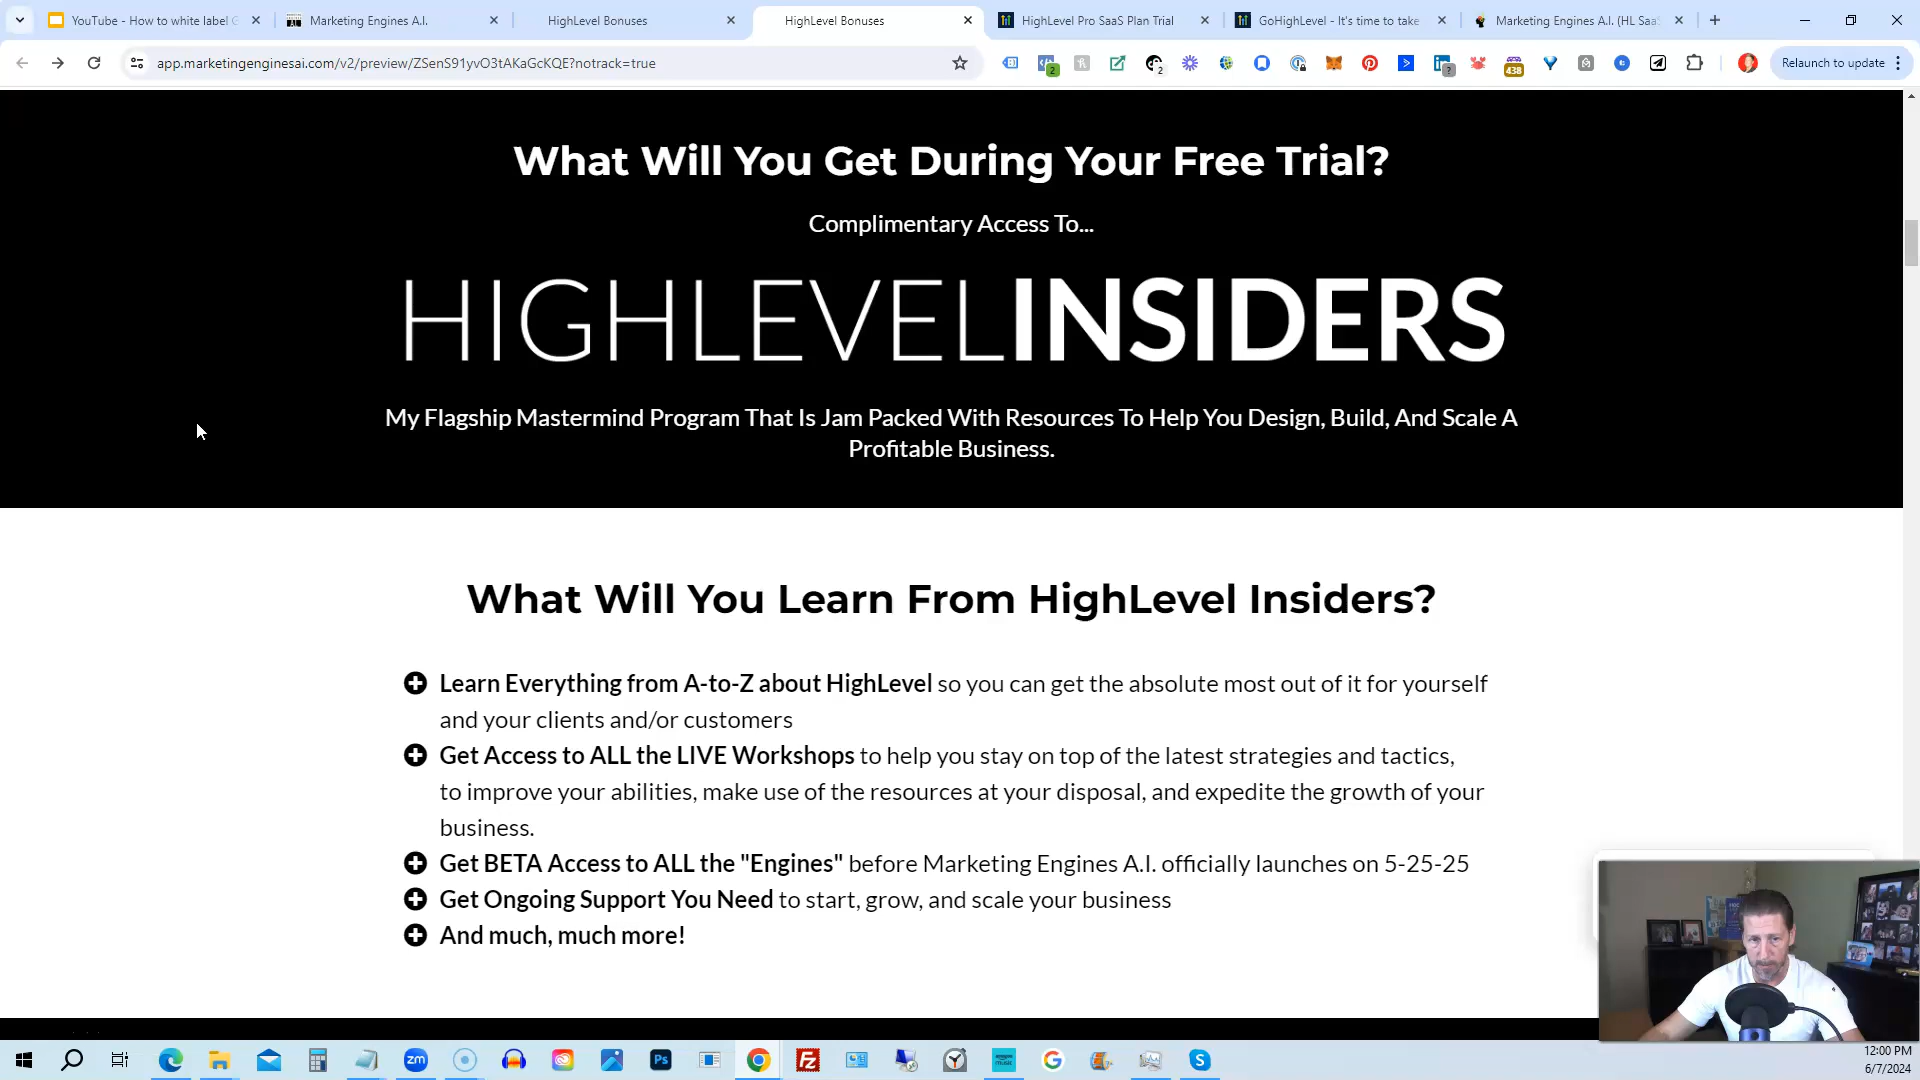 YouTube - How to white label G
Marketing Engines A.I.
HighLevel Bonuses
HighLevel Bonuses
HighLevel Pro SaaS Plan Trial
GoHighLevel - It's time to take
Marketing Engines A.I. (HL SaaS
app.marketingenginesai.com/v2/preview/ZSenS91yvO3tAKaGcKQE?notrack=true
2
2
?
438
Relaunch to update
What Will You Get During Your Free Trial?
Complimentary Access To...
HIGHLEVELINSIDERS
My Flagship Mastermind Program That Is Jam Packed With Resources To Help You Design, Build, And Scale A
Profitable Business.
What Will You Learn From HighLevel Insiders?
Learn Everything from A-to-Z about HighLevel so you can get the absolute most out of it for yourself
and your clients and/or customers
Get Access to ALL the LIVE Workshops to help you stay on top of the latest strategies and tactics,
to improve your abilities, make use of the resources at your disposal, and expedite the growth of your
business.
Get BETA Access to ALL the "Engines" before Marketing Engines A.I. officially launches on 5-25-25
Get Ongoing Support You Need to start, grow, and scale your business
And much, much more!
zm
Ps
Fz
amazon
music
G
S
12:00 PM
6/7/2024